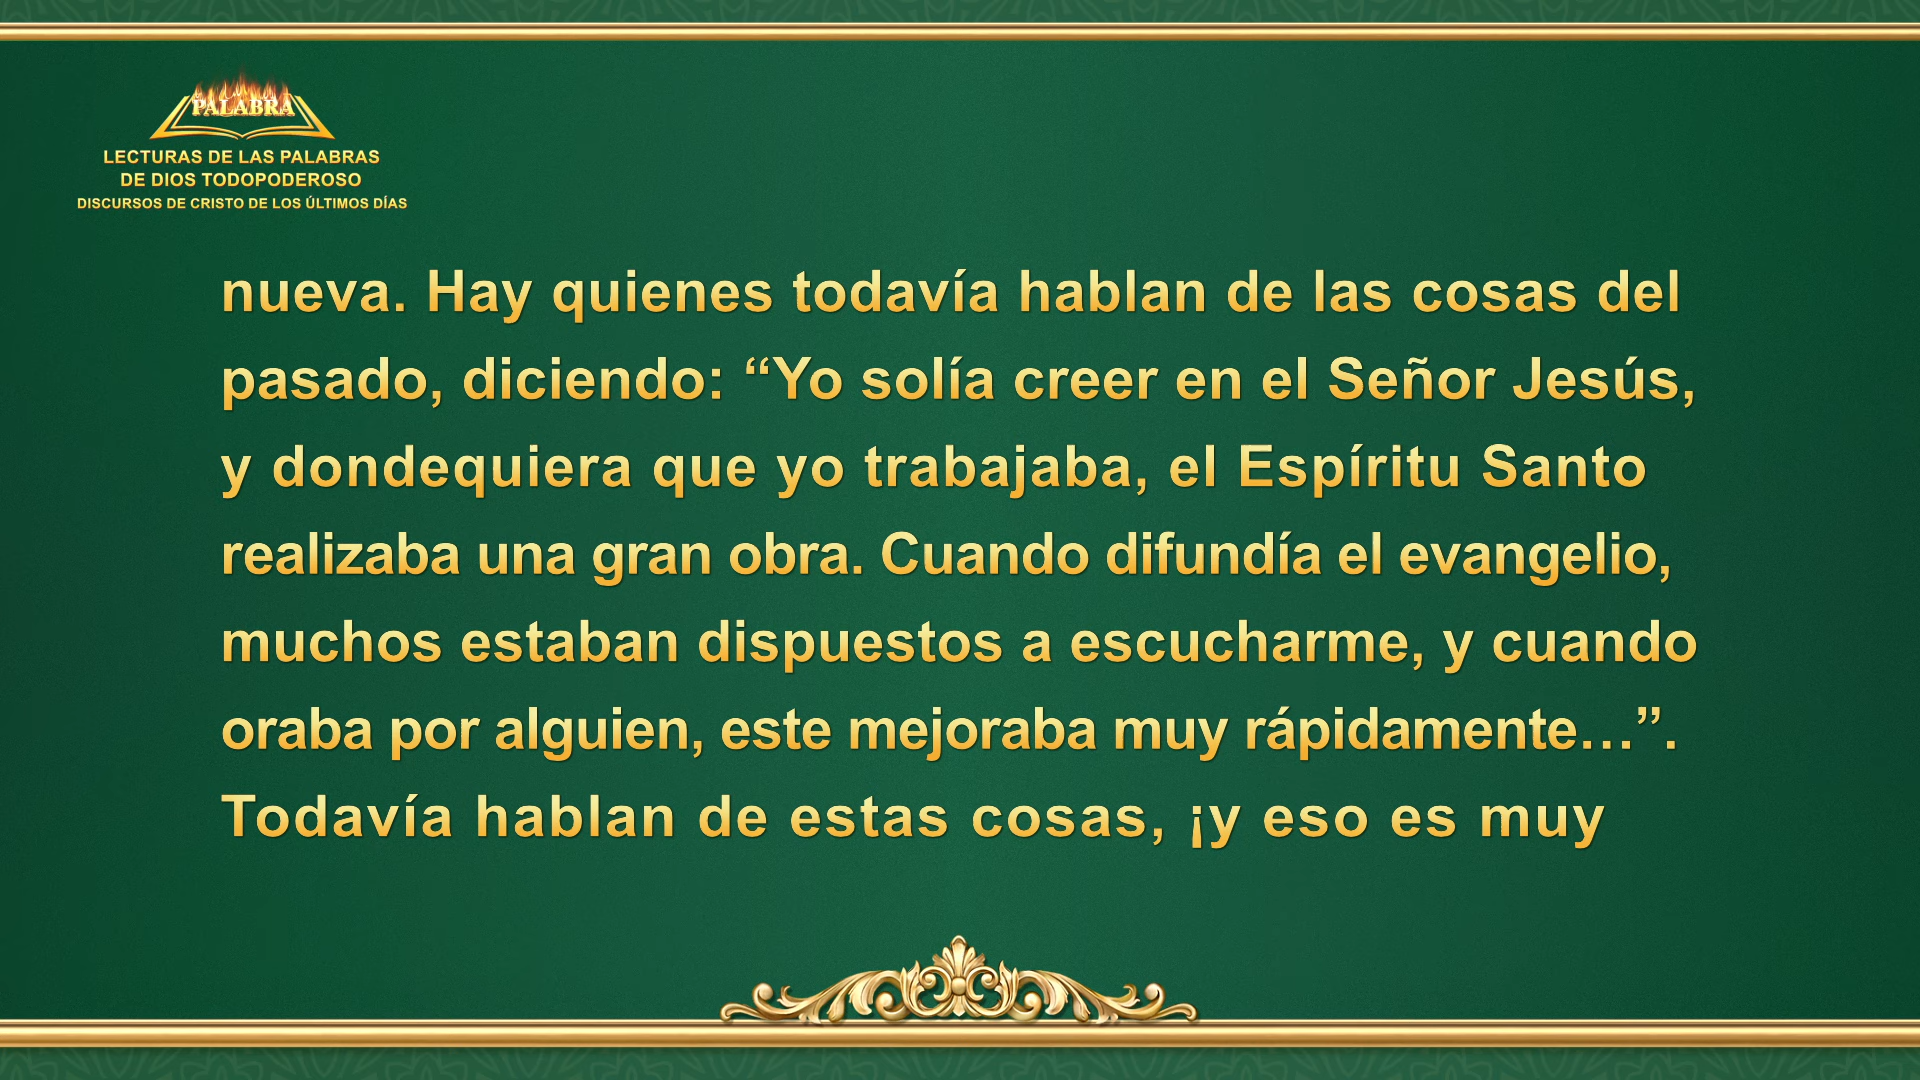 PALABRA
LECTURAS DE LAS PALABRAS
DE DIOS TODOPODEROSO
DISCURSOS DE CRISTO DE LOS ÚLTIMOS DÍAS
nueva. Hay quienes todavía hablan de las cosas del
pasado, diciendo: “Yo solía creer en el Señor Jesús,
y dondequiera que yo trabajaba, el Espíritu Santo
realizaba una gran obra. Cuando difundía el evangelio,
muchos estaban dispuestos a escucharme, y cuando
oraba por alguien, este mejoraba muy rápidamente…”.
Todavía hablan de estas cosas, ¡y eso es muy